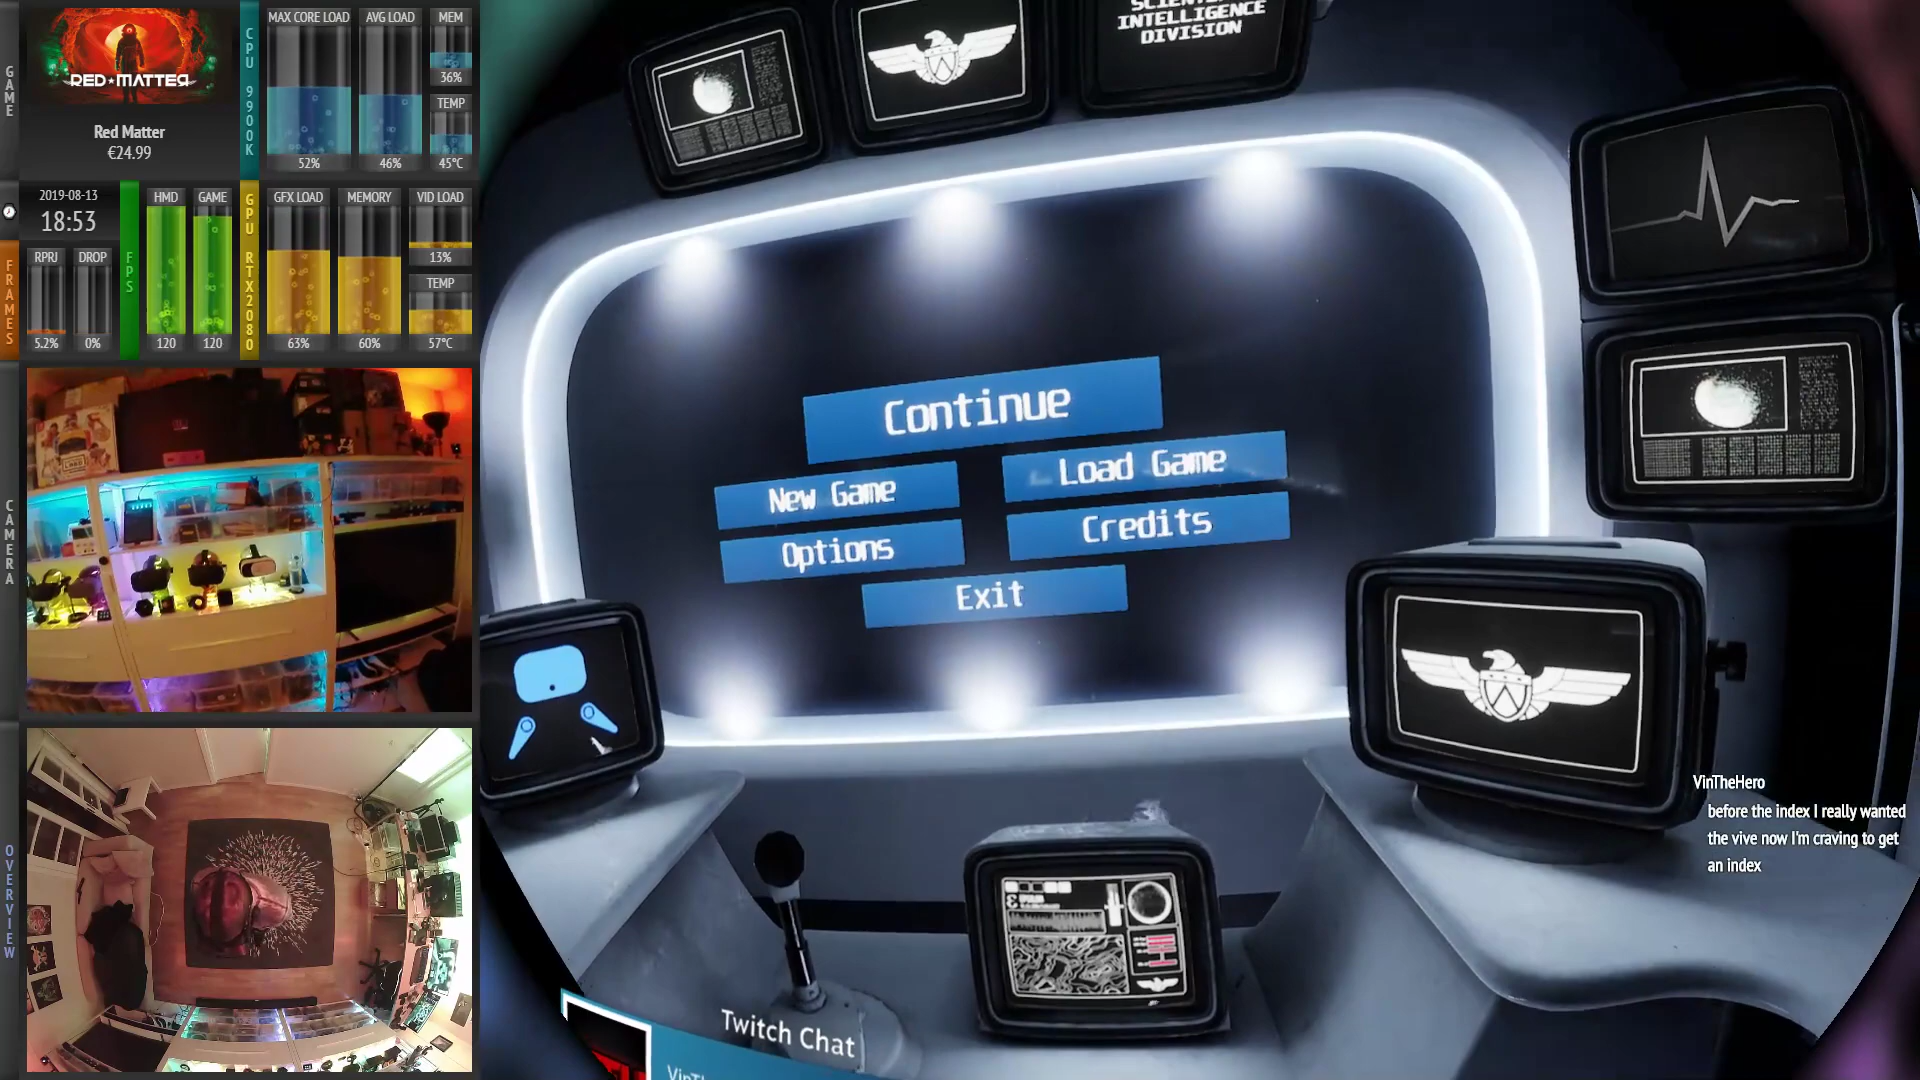 GAME
RED★MATTER
Red Matter
€24.99
CPU 9900K
MAX CORE LOAD
52%
AVG LOAD
46%
MEM
36%
TEMP
45°C
2019-08-13
18:53
FRAMES
RPRJ
5.2%
DROP
0%
FPS
HMD
120
GAME
120
GPU RTX2080
GFX LOAD
63%
MEMORY
60%
VID LOAD
13%
TEMP
57°C
CAMERA
OVERVIEW
INTELLIGENCE
DIVISION
Continue
New Game
Load Game
Options
Credits
Exit
VinTheHero
before the index I really wanted
the vive now I'm craving to get
an index
Twitch Chat